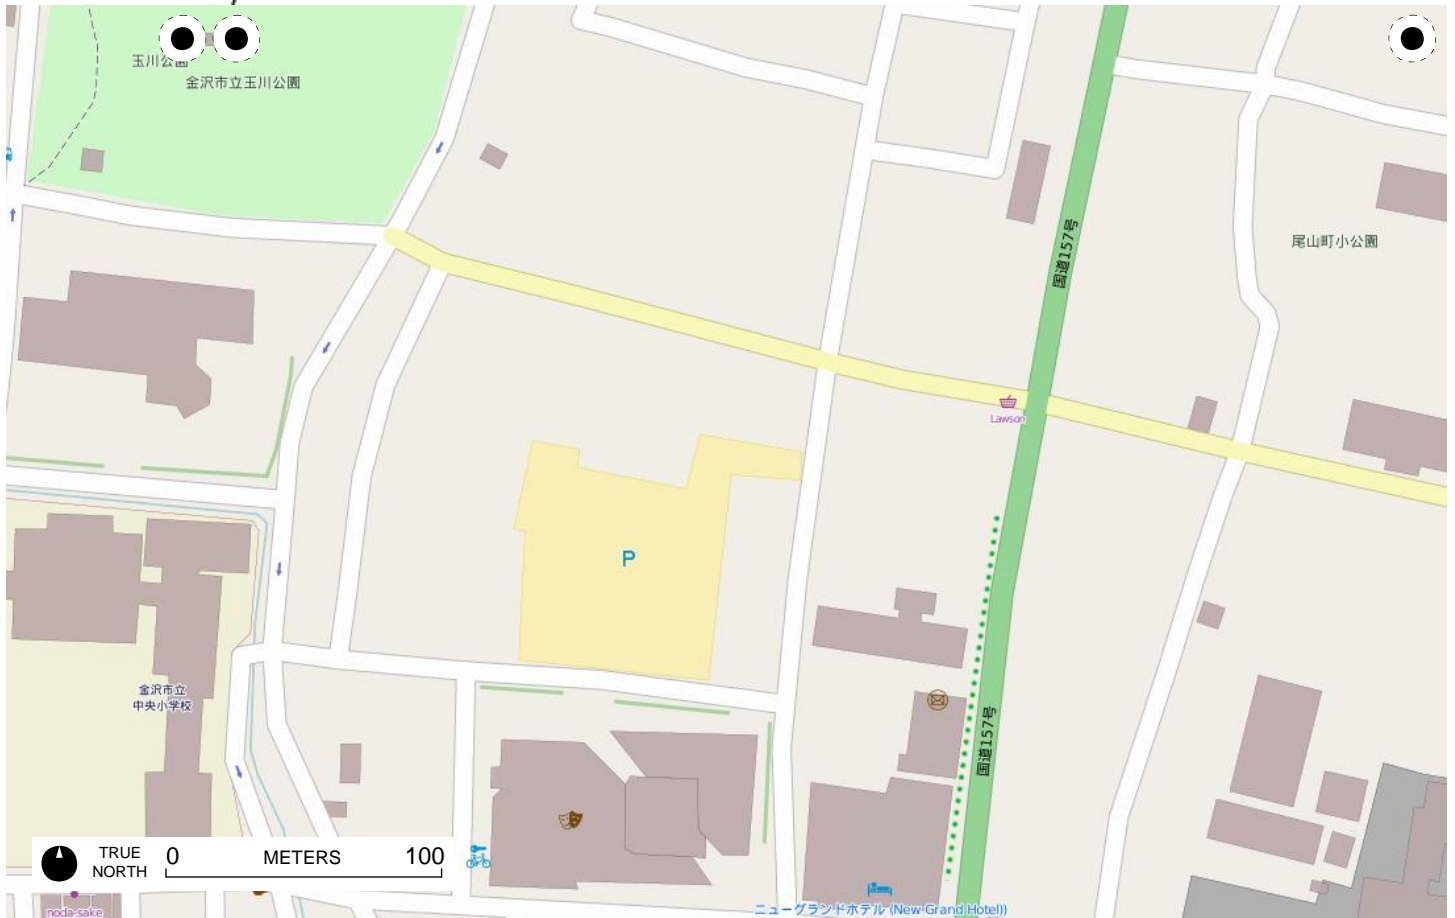 玉川公園
金沢市立玉川公園
国道157号
尾山町小公園
Lawson
P
金沢市立
中央小学校
国道157号
TRUE
NORTH
0 METERS 100
noda-sake
ニューグランドホテル (New Grand Hotel))